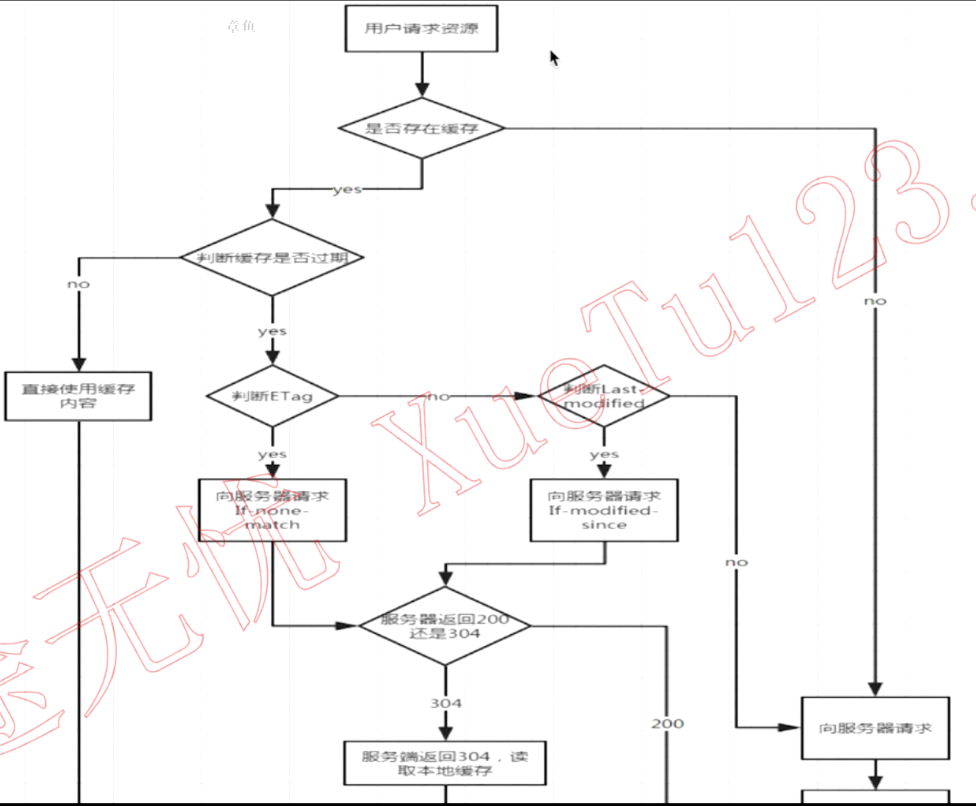 章鱼
用户请求资源
是否存在缓存
yes
判断缓存是否过期
no
no
yes
直接使用缓存
内容
判断ETag
no
判断Last-
modified
yes
yes
向服务器请求
If-none-
match
向服务器请求
If-modified-
since
no
服务器返回200
还是304
304
200
向服务器请求
服务端返回304，读
取本地缓存
途无忧 XueTu123.